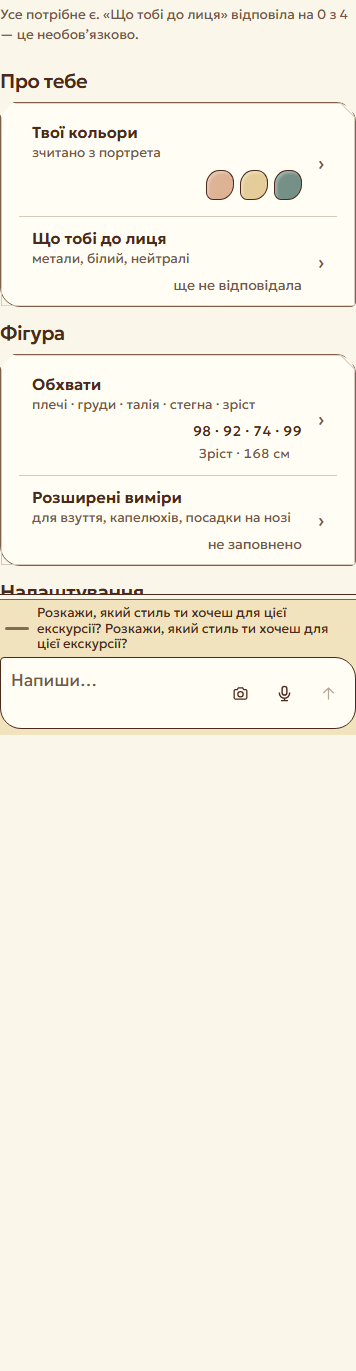 Усе потрібне є. «Що тобі до лиця» відповіла на 0 з 4
— це необов’язково.
Про тебе
Твої кольори
зчитано з портрета
›
Що тобі до лиця
метали, білий, нейтралі
›
ще не відповідала
Фігура
Обхвати
плечі · груди · талія · стегна · зріст
›
98 · 92 · 74 · 99
Зріст · 168 см
Розширені виміри
для взуття, капелюхів, посадки на нозі
›
не заповнено
Налаштування
Розкажи, який стиль ти хочеш для цієї
екскурсії? Розкажи, який стиль ти хочеш для
цієї екскурсії?
Напиши...